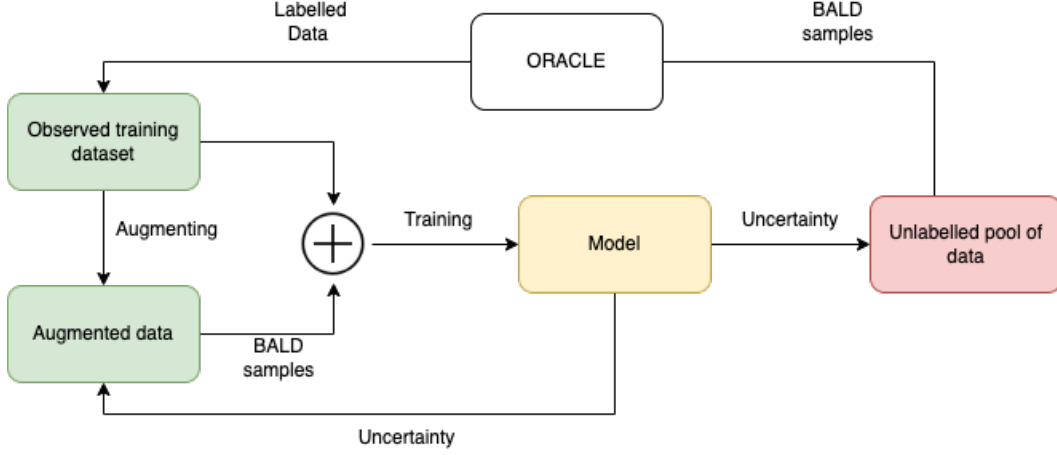 Labelled
Data
BALD
samples
ORACLE
Observed training
dataset
Augmenting
Training
Model
Uncertainty
Unlabelled pool of
data
Augmented data
BALD
samples
Uncertainty